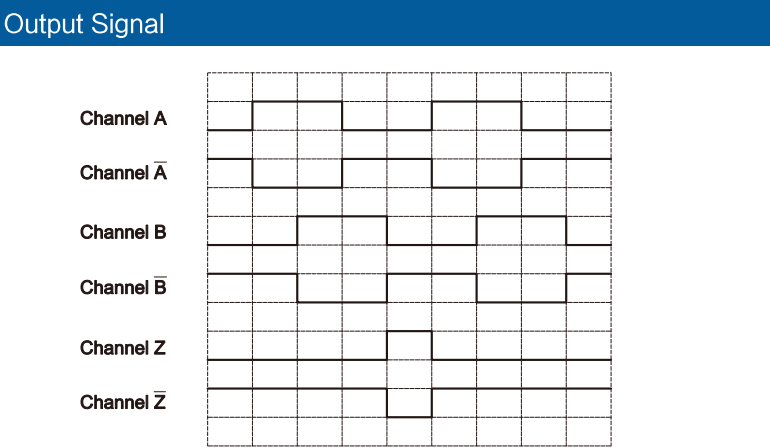 Output Signal
Channel A
Channel A̅
Channel B
Channel B̅
Channel Z
Channel Z̅